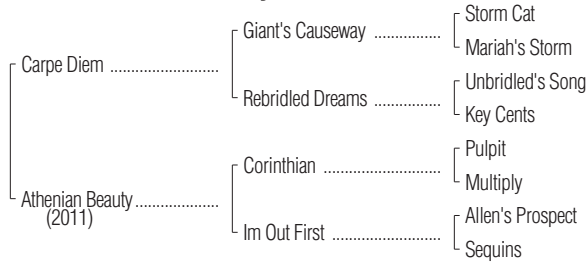 Storm Cat
Giant's Causeway ................
Mariah's Storm
Carpe Diem ......................
Unbridled's Song
Rebridled Dreams ................
Key Cents
Pulpit
Corinthian ........................
Multiply
Athenian Beauty.................
(2011)
Allen's Prospect
Im Out First ......................
Sequins